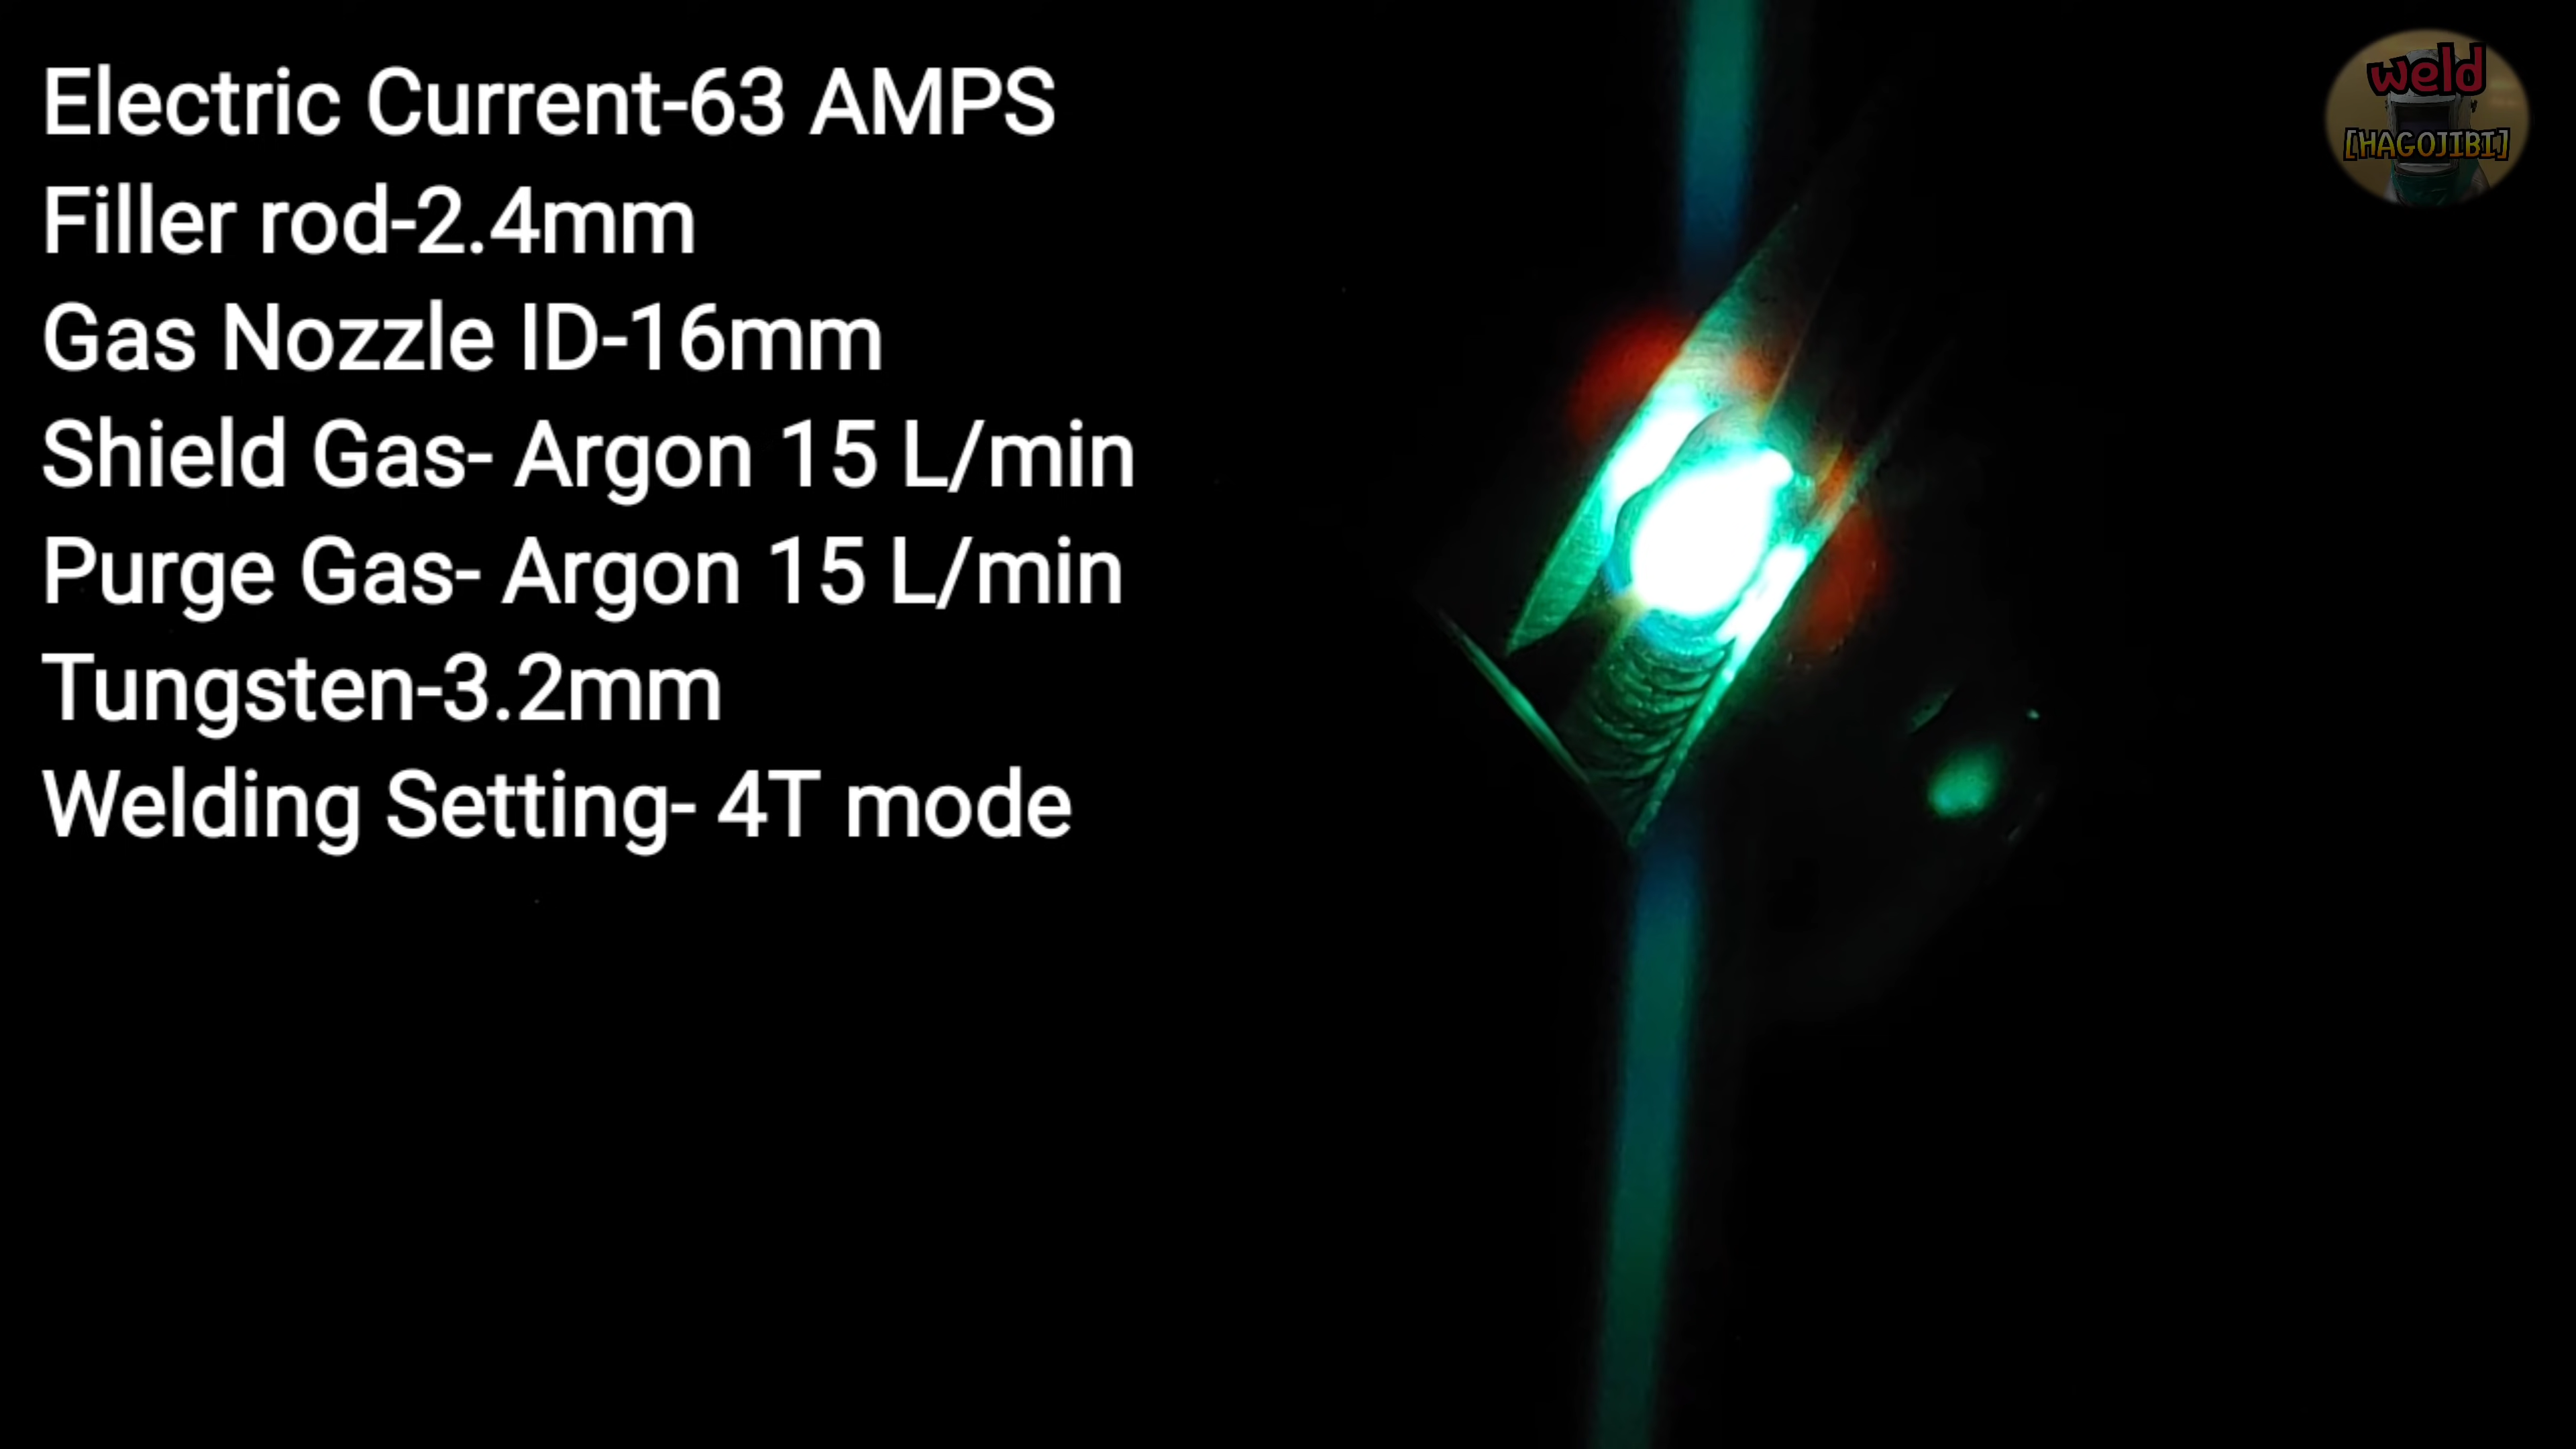 Electric Current-63 AMPS
Filler rod-2.4mm
Gas Nozzle ID-16mm
Shield Gas- Argon 15 L/min
Purge Gas- Argon 15 L/min
Tungsten-3.2mm
Welding Setting- 4T mode
weld
[HAGOJIBI]